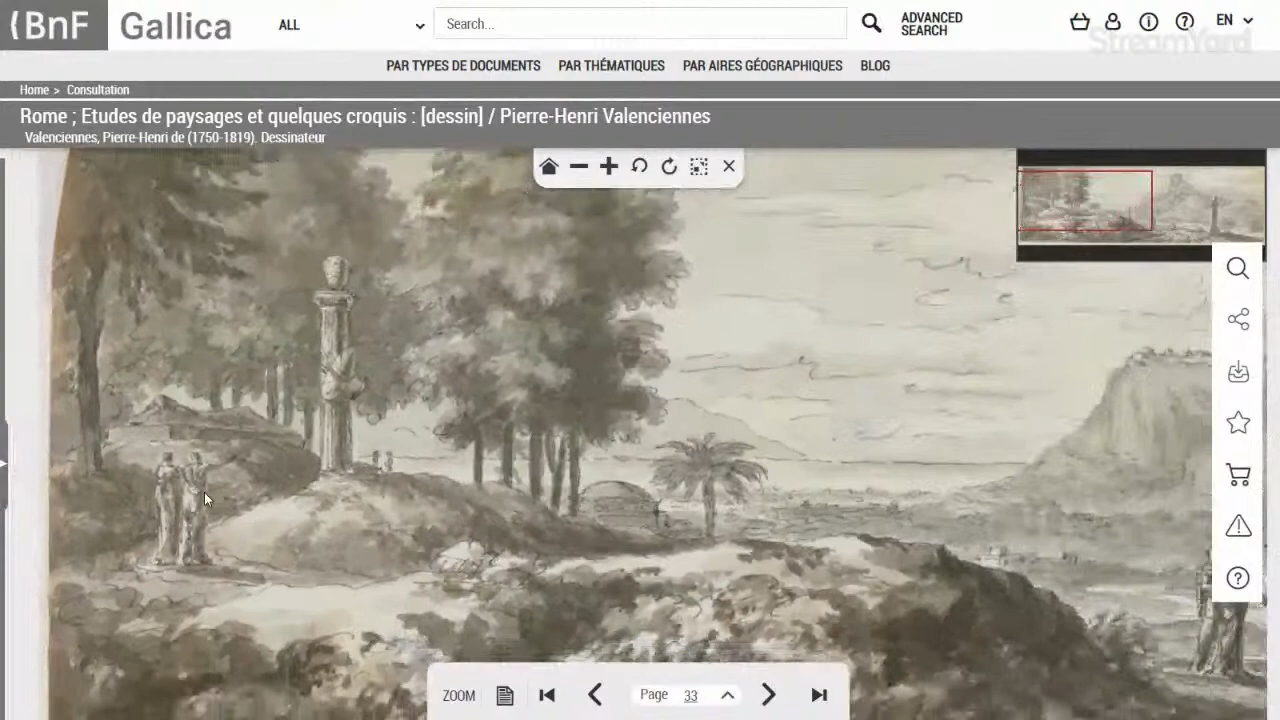 BnF Gallica
ALL
Search...
ADVANCED
SEARCH
EN
StreamYard
PAR TYPES DE DOCUMENTS PAR THÉMATIQUES PAR AIRES GÉOGRAPHIQUES BLOG
Home > Consultation
Rome ; Etudes de paysages et quelques croquis : [dessin] / Pierre-Henri Valenciennes
Valenciennes, Pierre-Henri de (1750-1819). Dessinateur
ZOOM
Page 33